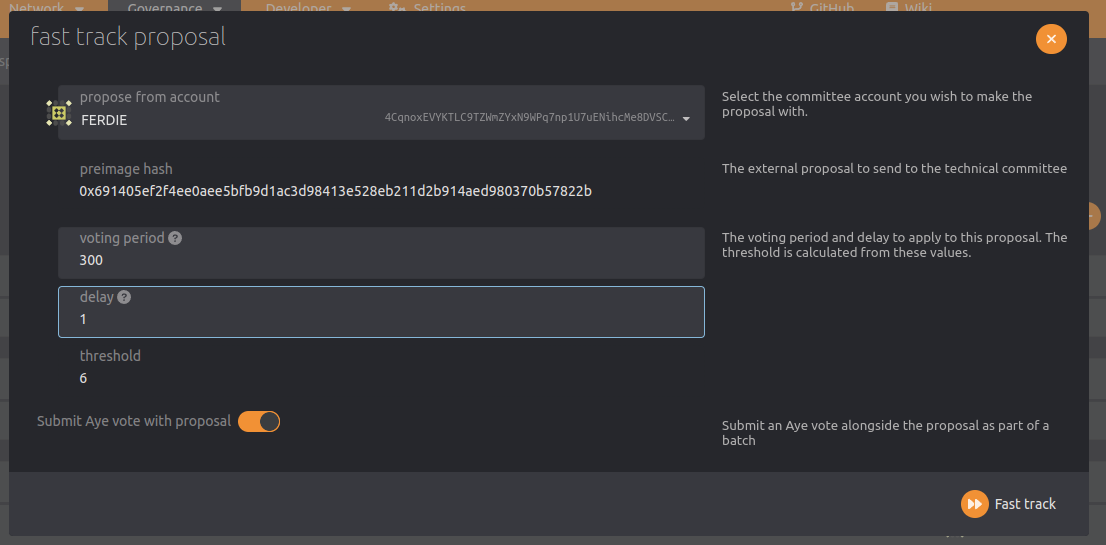 Network Governance Developer Settings GitHub Wiki
fast track proposal
propose from account
FERDIE 4CqnoxEVYKTLC9TZWmZYxN9WPq7np1U7uENihcMe8DVSC…
Select the committee account you wish to make the
proposal with.
preimage hash
0x691405ef2f4ee0aee5bfb9d1ac3d98413e528eb211d2b914aed980370b57822b
The external proposal to send to the technical committee
voting period ?
300
The voting period and delay to apply to this proposal. The
threshold is calculated from these values.
delay ?
1
threshold
6
Submit Aye vote with proposal
Submit an Aye vote alongside the proposal as part of a
batch
Fast track